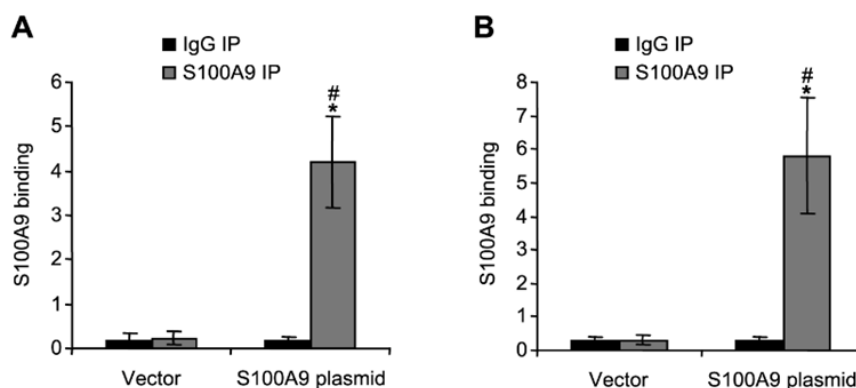 A
IgG IP
S100A9 IP
S100A9 binding
6
5
4
3
2
1
0
#
*
Vector
S100A9 plasmid
B
IgG IP
S100A9 IP
S100A9 binding
8
7
6
5
4
3
2
1
0
#
*
Vector
S100A9 plasmid